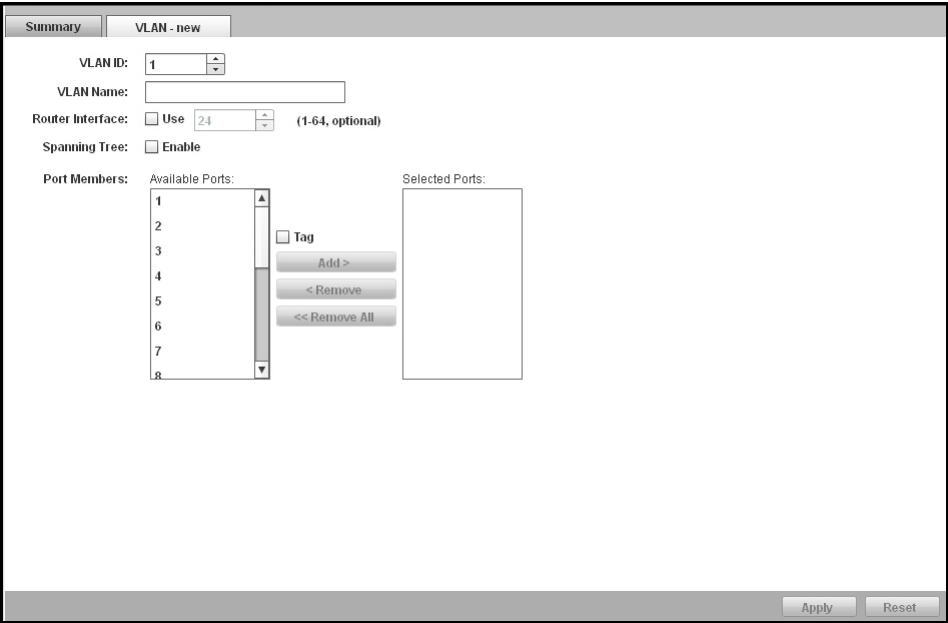 Summary
VLAN - new
VLAN ID: 1
VLAN Name:
Router Interface: Use 24 (1-64, optional)
Spanning Tree: Enable
Port Members: Available Ports: Selected Ports:
1
2
3
4
5
6
7
8
Tag
Add >
< Remove
<< Remove All
Apply
Reset